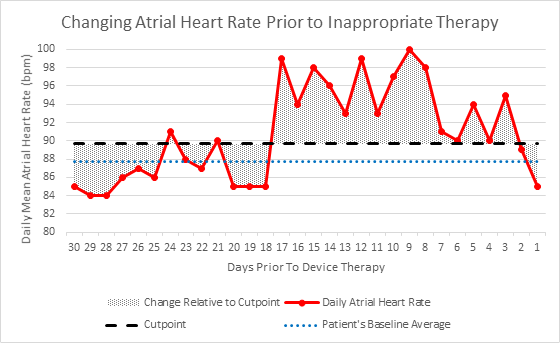 Changing Atrial Heart Rate Prior to Inappropriate Therapy
Daily Mean Atrial Heart Rate (bpm)
100
98
96
94
92
90
88
86
84
82
80
30 29 28 27 26 25 24 23 22 21 20 19 18 17 16 15 14 13 12 11 10 9 8 7 6 5 4 3 2 1
Days Prior To Device Therapy
Change Relative to Cutpoint Daily Atrial Heart Rate
Cutpoint Patient's Baseline Average